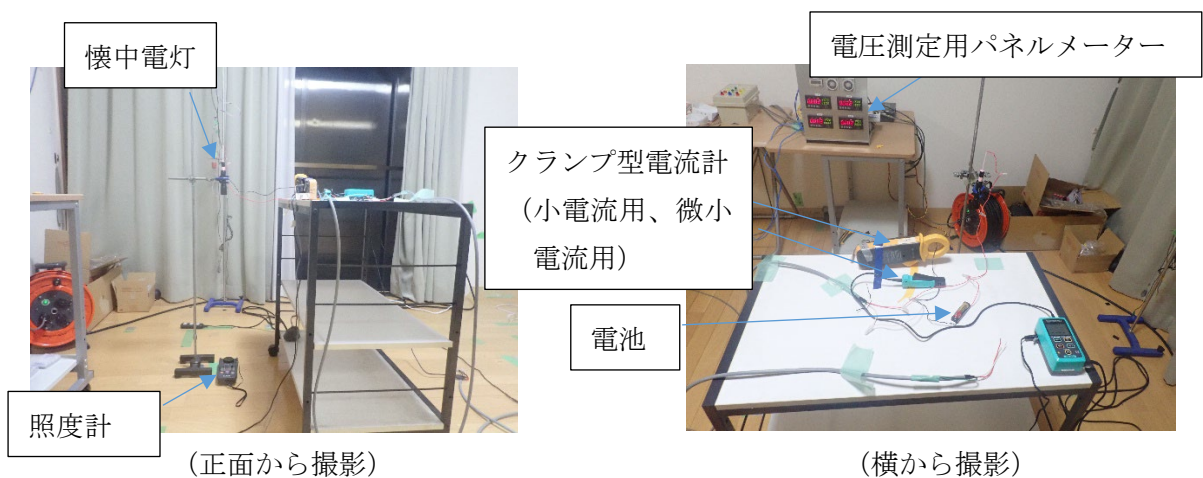 懐中電灯
電圧測定用パネルメーター
クランプ型電流計
（小電流用、微小
電流用）
電池
照度計
（正面から撮影）
（横から撮影）